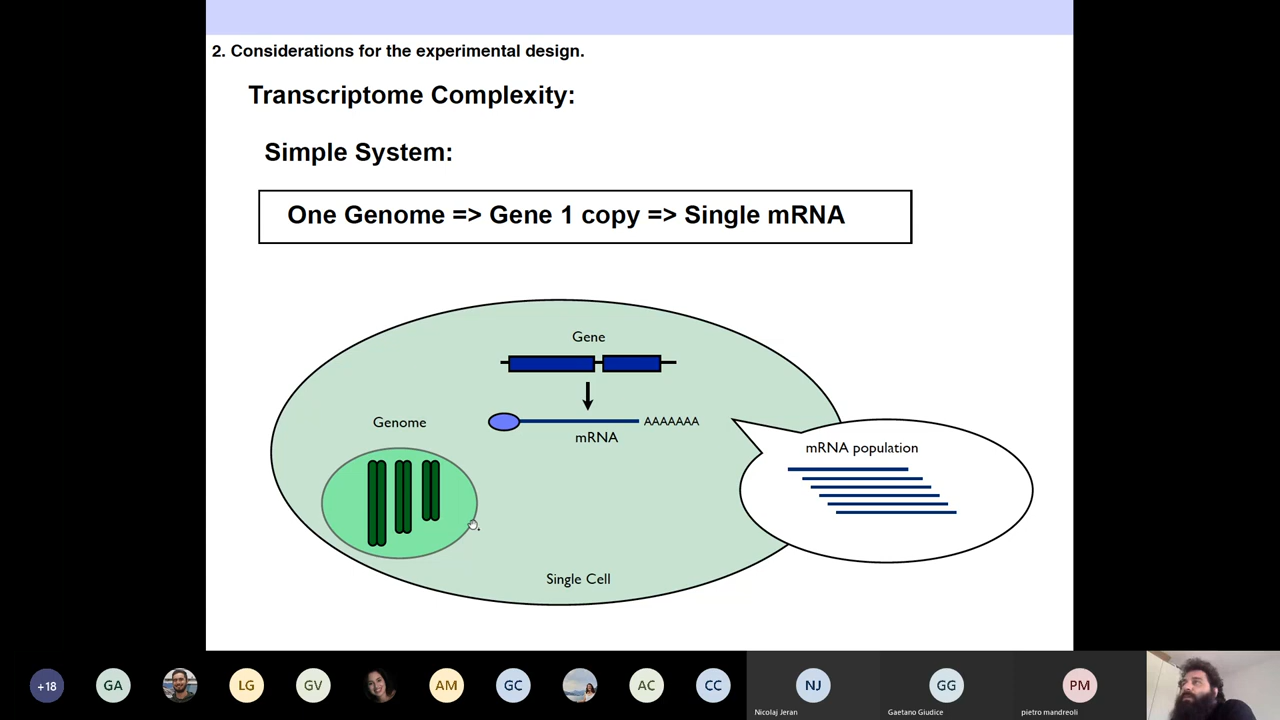 2. Considerations for the experimental design.
Transcriptome Complexity:
Simple System:
One Genome => Gene 1 copy => Single mRNA
Gene
AAAAAAA
mRNA
Genome
mRNA population
Single Cell
+18
GA
LG
GV
AM
GC
AC
CC
NJ
GG
PM
Nicolaj Jeran
Gaetano Giudice
pietro mandreoli